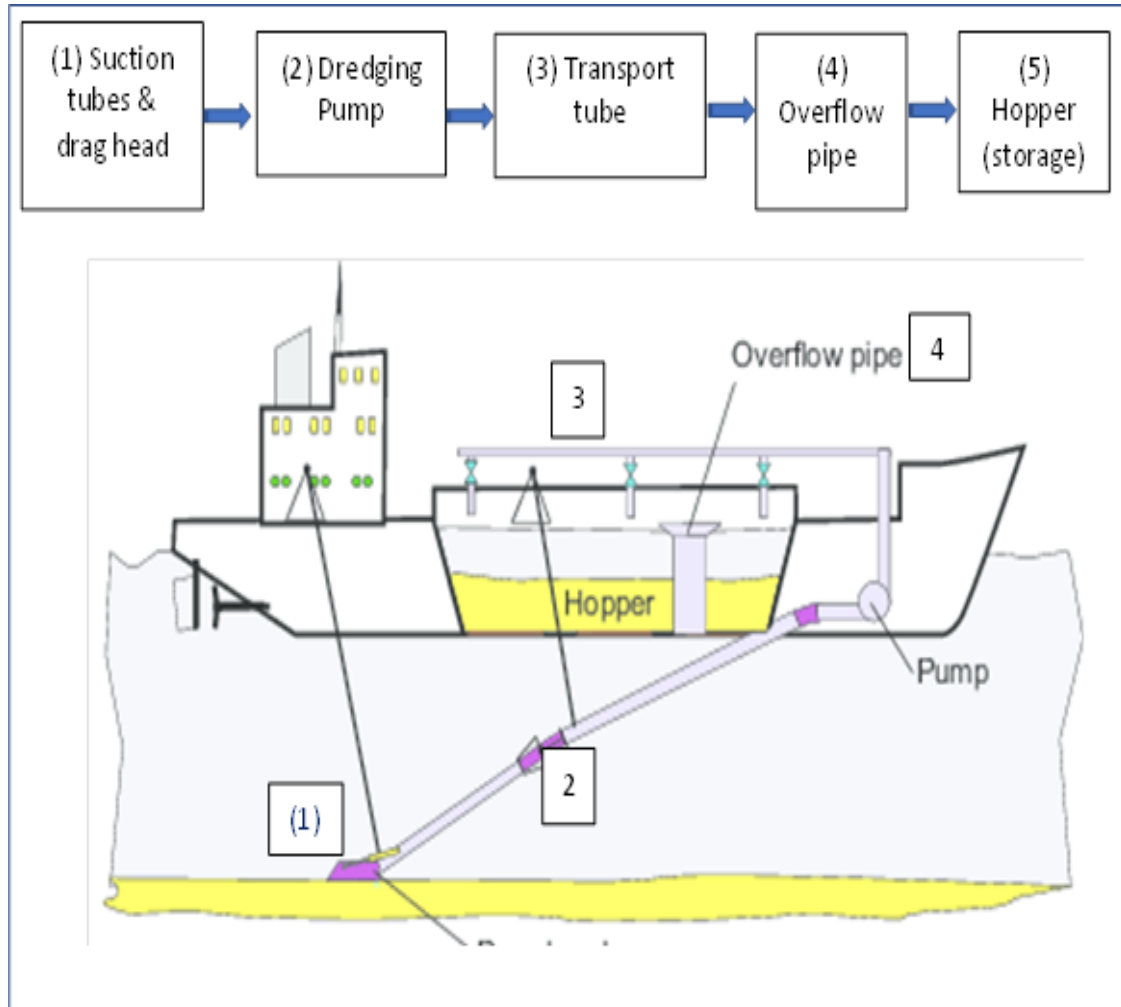 (1) Suction
tubes &
drag head
(2) Dredging
Pump
(3) Transport
tube
(4)
Overflow
pipe
(5)
Hopper
(storage)
Overflow pipe
4
3
Hopper
Pump
2
(1)